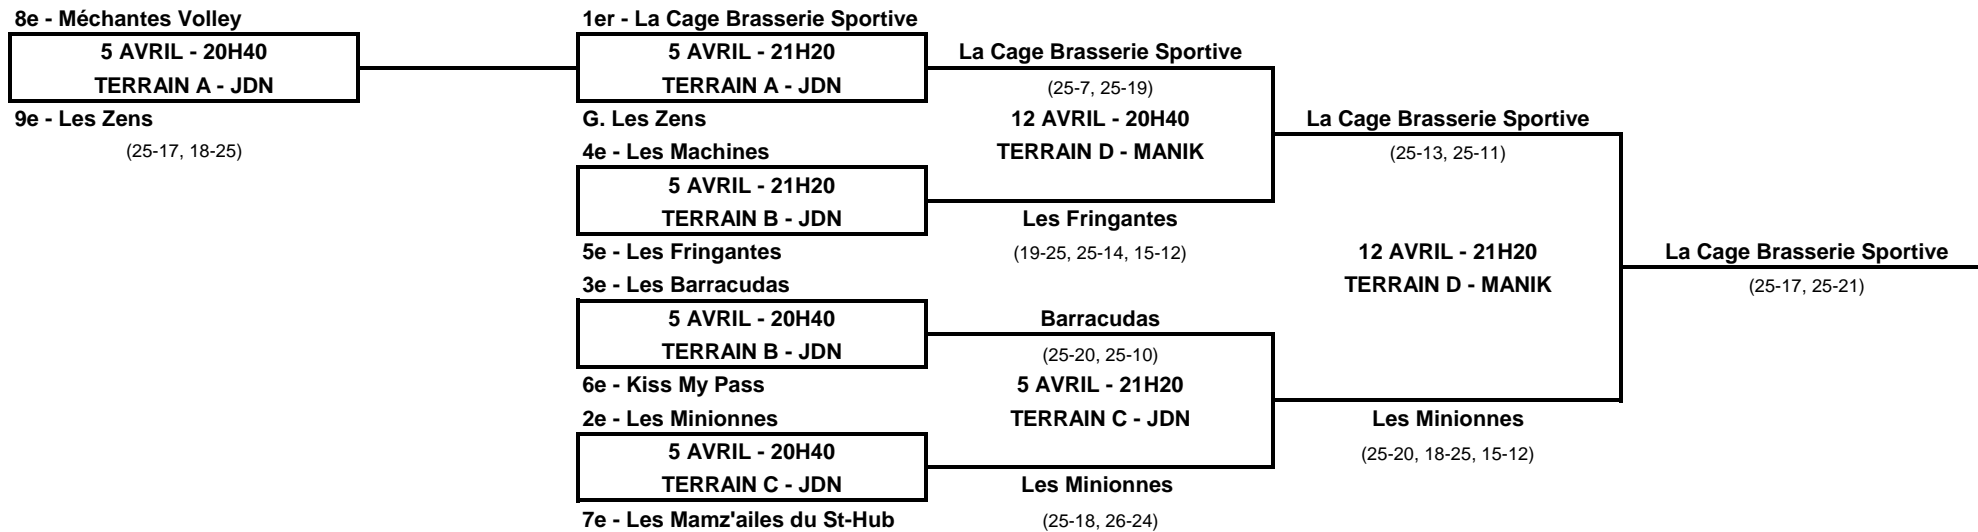 8e - Méchantes Volley
5 AVRIL - 20H40
TERRAIN A - JDN
9e - Les Zens
(25-17, 18-25)
1er - La Cage Brasserie Sportive
5 AVRIL - 21H20
TERRAIN A - JDN
G. Les Zens
4e - Les Machines
5 AVRIL - 21H20
TERRAIN B - JDN
5e - Les Fringantes
3e - Les Barracudas
5 AVRIL - 20H40
TERRAIN B - JDN
6e - Kiss My Pass
2e - Les Minionnes
5 AVRIL - 20H40
TERRAIN C - JDN
7e - Les Mamz'ailes du St-Hub
La Cage Brasserie Sportive
(25-7, 25-19)
12 AVRIL - 20H40
TERRAIN D - MANIK
Les Fringantes
(19-25, 25-14, 15-12)
Barracudas
(25-20, 25-10)
5 AVRIL - 21H20
TERRAIN C - JDN
Les Minionnes
(25-18, 26-24)
La Cage Brasserie Sportive
(25-13, 25-11)
12 AVRIL - 21H20
TERRAIN D - MANIK
Les Minionnes
(25-20, 18-25, 15-12)
La Cage Brasserie Sportive
(25-17, 25-21)